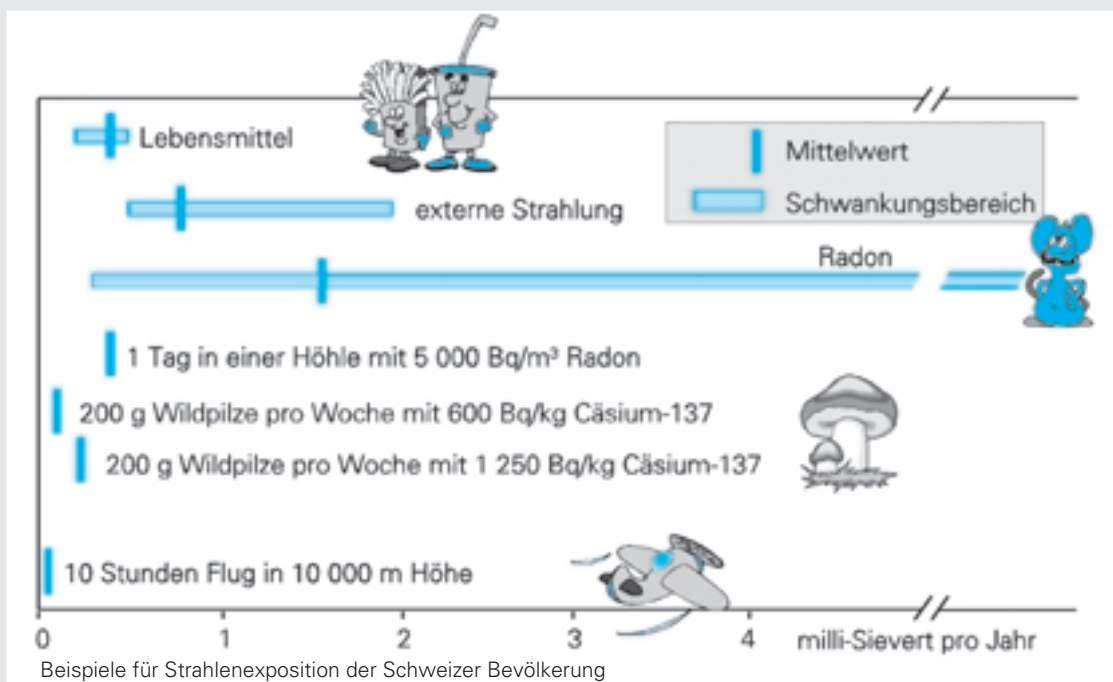 Lebensmittel
Mittelwert
externe Strahlung
Schwankungsbereich
Radon
1 Tag in einer Höhle mit 5 000 Bq/m³ Radon
200 g Wildpilze pro Woche mit 600 Bq/kg Cäsium-137
200 g Wildpilze pro Woche mit 1 250 Bq/kg Cäsium-137
10 Stunden Flug in 10 000 m Höhe
0 1 2 3 4 milli-Sievert pro Jahr
Beispiele für Strahlenexposition der Schweizer Bevölkerung